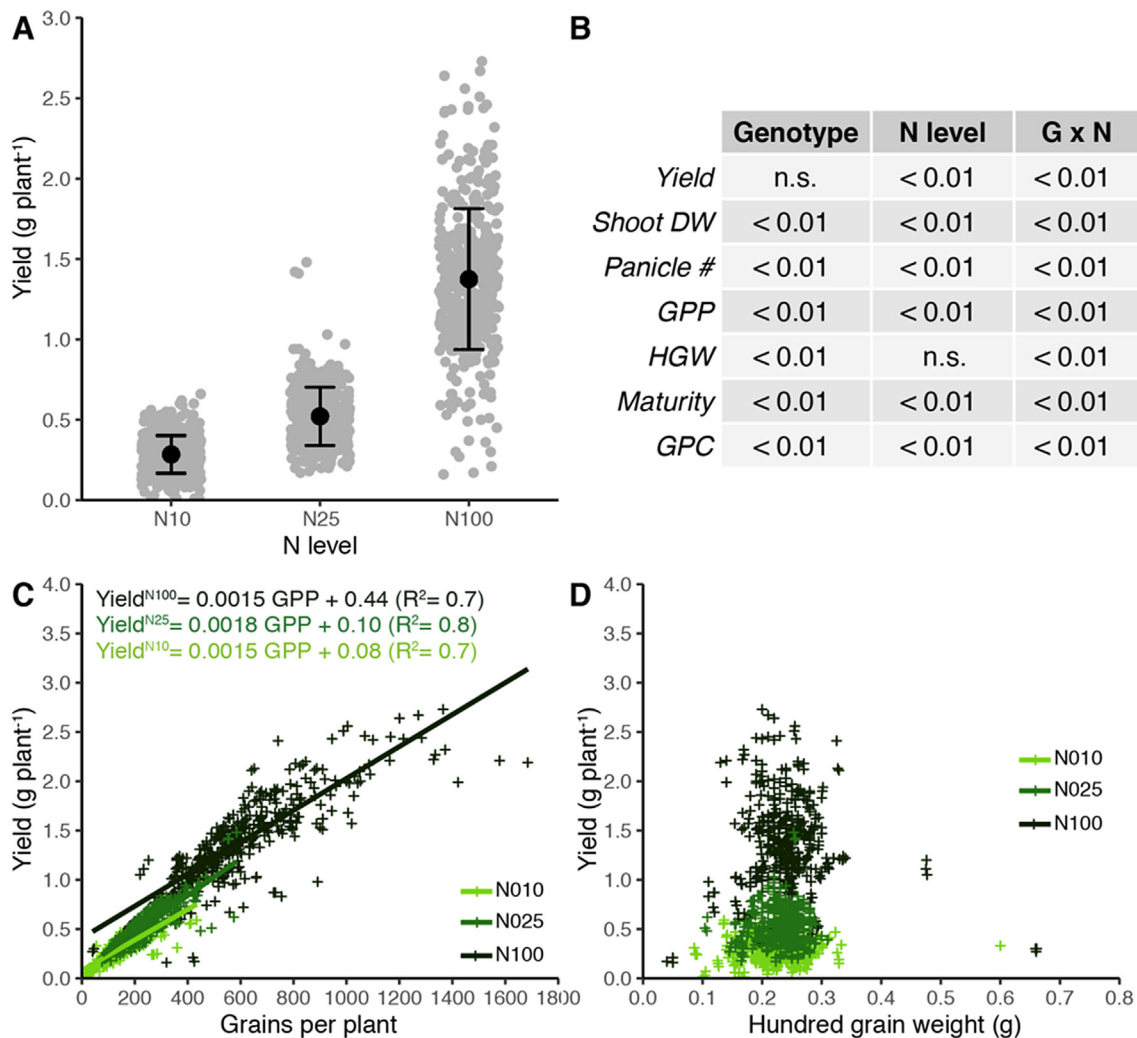 A
Yield (g plant⁻¹)
3.0
2.5
2.0
1.5
1.0
0.5
0.0
N10 N25 N100
N level
B
Genotype N level G x N
Yield n.s. < 0.01 < 0.01
Shoot DW < 0.01 < 0.01 < 0.01
Panicle # < 0.01 < 0.01 < 0.01
GPP < 0.01 < 0.01 < 0.01
HGW < 0.01 n.s. < 0.01
Maturity < 0.01 < 0.01 < 0.01
GPC < 0.01 < 0.01 < 0.01
C
Yield (g plant⁻¹)
4.0
3.5
3.0
2.5
2.0
1.5
1.0
0.5
0.0
Yieldᴺ¹⁰⁰= 0.0015 GPP + 0.44 (R²= 0.7)
Yieldᴺ²⁵= 0.0018 GPP + 0.10 (R²= 0.8)
Yieldᴺ¹⁰= 0.0015 GPP + 0.08 (R²= 0.7)
N010
N025
N100
0 200 400 600 800 1000 1200 1400 1600 1800
Grains per plant
D
Yield (g plant⁻¹)
4.0
3.5
3.0
2.5
2.0
1.5
1.0
0.5
0.0
N010
N025
N100
0.0 0.1 0.2 0.3 0.4 0.5 0.6 0.7 0.8
Hundred grain weight (g)